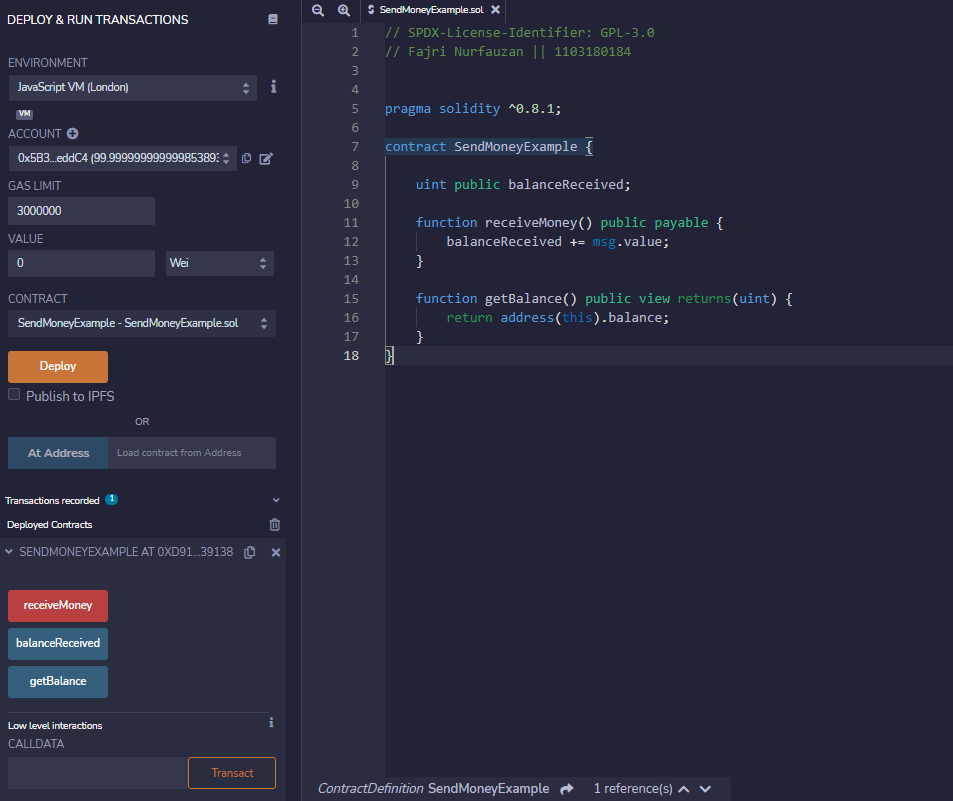 DEPLOY & RUN TRANSACTIONS
ENVIRONMENT
JavaScript VM (London)
VM
ACCOUNT
0x5B3...eddC4 (99.99999999999985389
GAS LIMIT
3000000
VALUE
0
Wei
CONTRACT
SendMoneyExample - SendMoneyExample.sol
Deploy
Publish to IPFS
OR
At Address
Load contract from Address
Transactions recorded 1
Deployed Contracts
SENDMONEYEXAMPLE AT 0XD91...39138
receiveMoney
balanceReceived
getBalance
Low level interactions
CALLDATA
Transact
SendMoneyExample.sol
1 // SPDX-License-Identifier: GPL-3.0
2 // Fajri Nurfauzan || 1103180184
3
4
5 pragma solidity ^0.8.1;
6
7 contract SendMoneyExample {
8
9     uint public balanceReceived;
10
11     function receiveMoney() public payable {
12         balanceReceived += msg.value;
13     }
14
15     function getBalance() public view returns(uint) {
16         return address(this).balance;
17     }
18 }
ContractDefinition SendMoneyExample 1 reference(s)